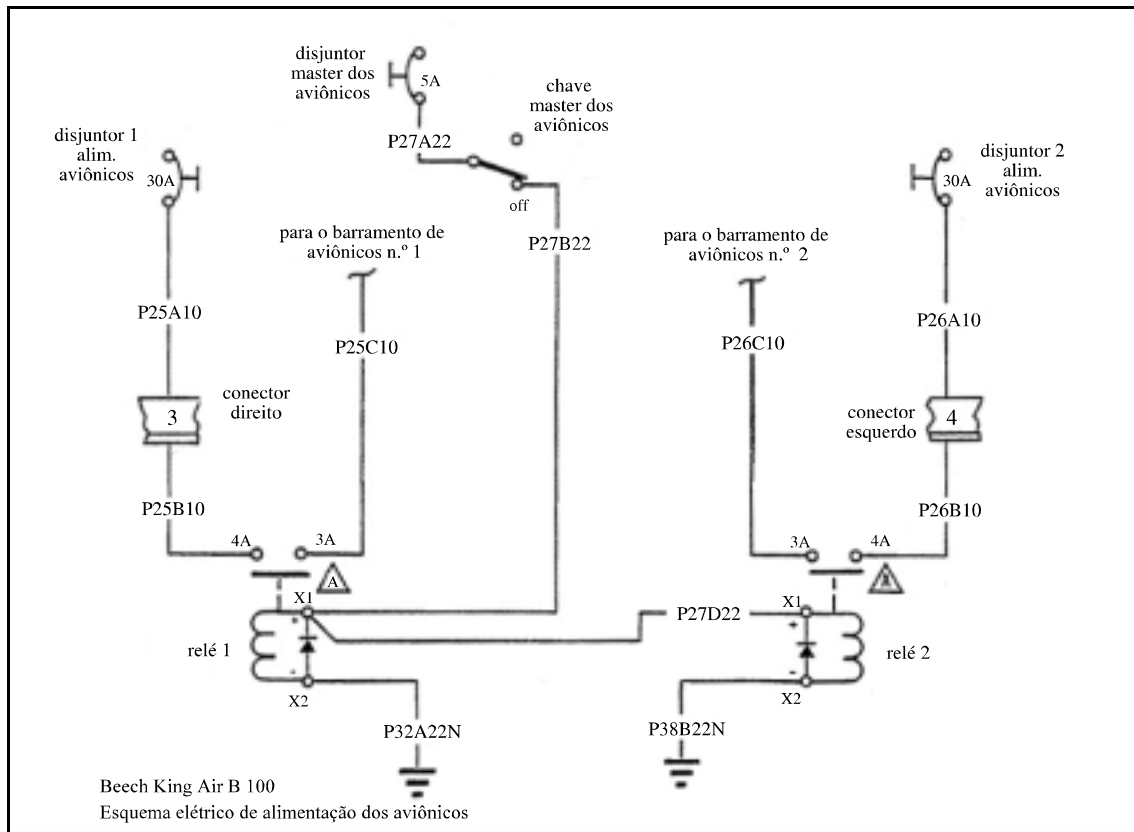 disjuntor
master dos
aviônicos
5A
chave
master dos
aviônicos
P27A22
off
P27B22
disjuntor 1
alim.
aviônicos
30A
30A
disjuntor 2
alim.
aviônicos
para o barramento de
aviônicos n.º 1
para o barramento de
aviônicos n.º 2
P25A10
P25C10
P26C10
P26A10
3
conector
direito
conector
esquerdo
4
P25B10
P26B10
4A
3A
A
3A
4A
X1
+
-
X2
relé 1
P27D22
X1
+
-
X2
relé 2
P32A22N
P38B22N
Beech King Air B 100
Esquema elétrico de alimentação dos aviônicos